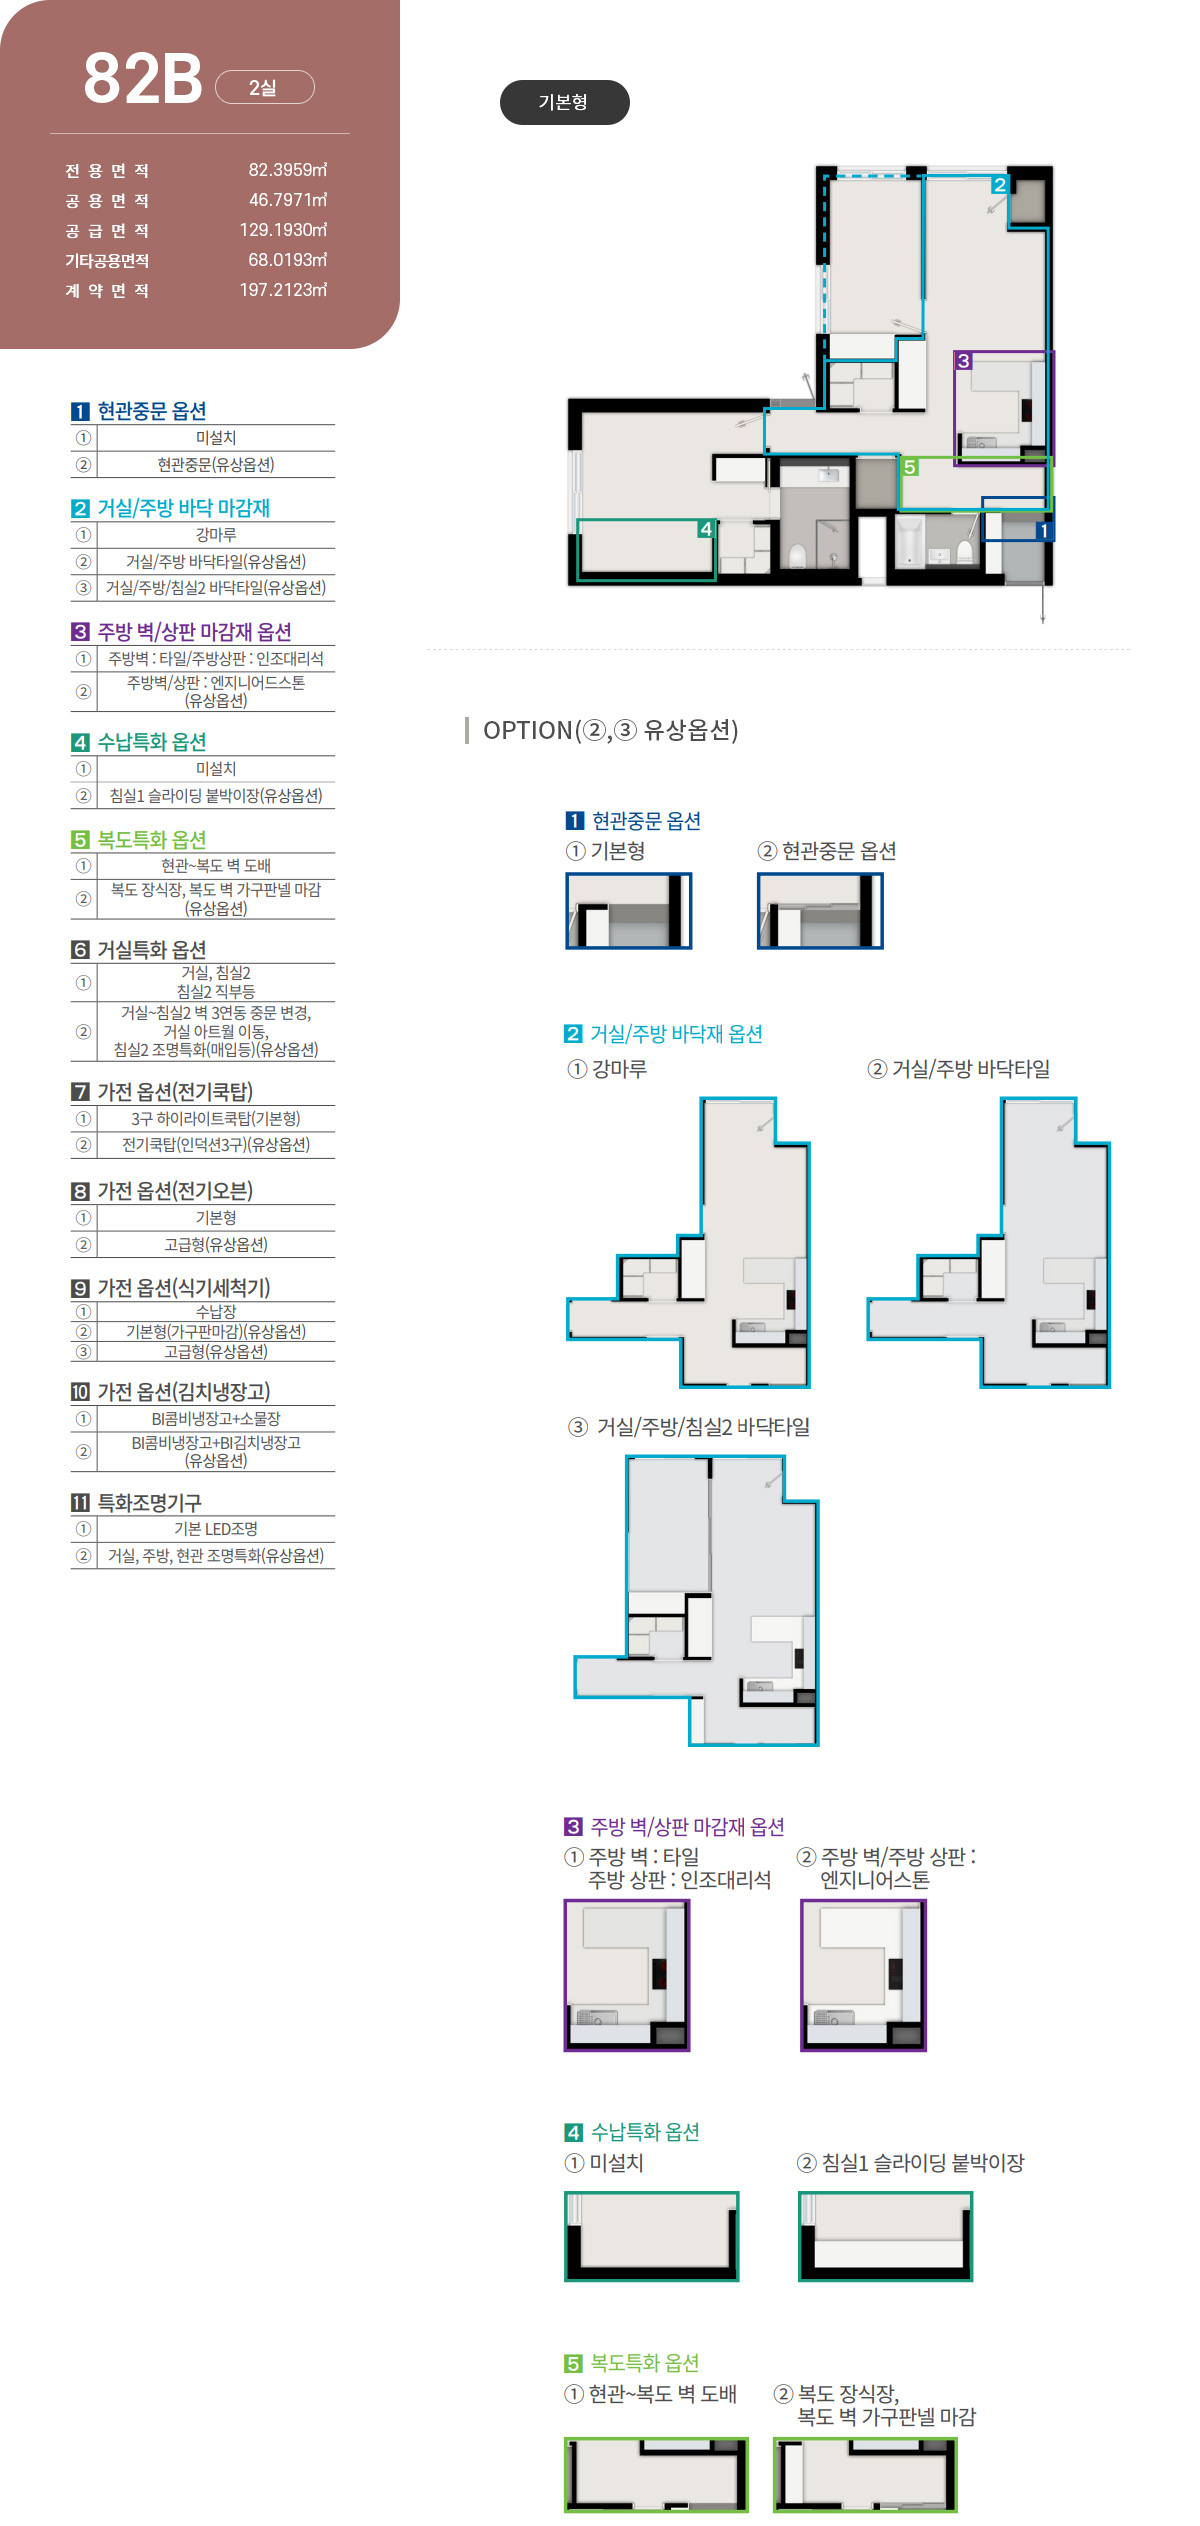 82B 2실
전용면적 82.3959㎡
공용면적 46.7971㎡
공급면적 129.1930㎡
기타공용면적 68.0193㎡
계약면적 197.2123㎡
1 현관중문 옵션
① 미설치
② 현관중문(유상옵션)
2 거실/주방 바닥 마감재
① 강마루
② 거실/주방 바닥타일(유상옵션)
③ 거실/주방/침실2 바닥타일(유상옵션)
3 주방 벽/상판 마감재 옵션
① 주방벽 : 타일/주방상판 : 인조대리석
② 주방벽/상판 : 엔지니어드스톤
(유상옵션)
4 수납특화 옵션
① 미설치
② 침실1 슬라이딩 붙박이장(유상옵션)
5 복도특화 옵션
① 현관~복도 벽 도배
② 복도 장식장, 복도 벽 가구판넬 마감
(유상옵션)
6 거실특화 옵션
① 거실, 침실2
침실2 직부등
② 거실~침실2 벽 3연동 중문 변경,
거실 아트월 이동,
침실2 조명특화(매입등)(유상옵션)
7 가전 옵션(전기쿡탑)
① 3구 하이라이트쿡탑(기본형)
② 전기쿡탑(인덕션3구)(유상옵션)
8 가전 옵션(전기오븐)
① 기본형
② 고급형(유상옵션)
9 가전 옵션(식기세척기)
① 수납장
② 기본형(가구판마감)(유상옵션)
③ 고급형(유상옵션)
10 가전 옵션(김치냉장고)
① BI콤비냉장고+소물장
② BI콤비냉장고+BI김치냉장고
(유상옵션)
11 특화조명기구
① 기본 LED조명
② 거실, 주방, 현관 조명특화(유상옵션)
기본형
2
3
5
4
1
OPTION(②,③ 유상옵션)
1 현관중문 옵션
① 기본형 ② 현관중문 옵션
2 거실/주방 바닥재 옵션
① 강마루 ② 거실/주방 바닥타일
③ 거실/주방/침실2 바닥타일
3 주방 벽/상판 마감재 옵션
① 주방 벽 : 타일
주방 상판 : 인조대리석
② 주방 벽/주방 상판 :
엔지니어스톤
4 수납특화 옵션
① 미설치 ② 침실1 슬라이딩 붙박이장
5 복도특화 옵션
① 현관~복도 벽 도배
② 복도 장식장,
복도 벽 가구판넬 마감